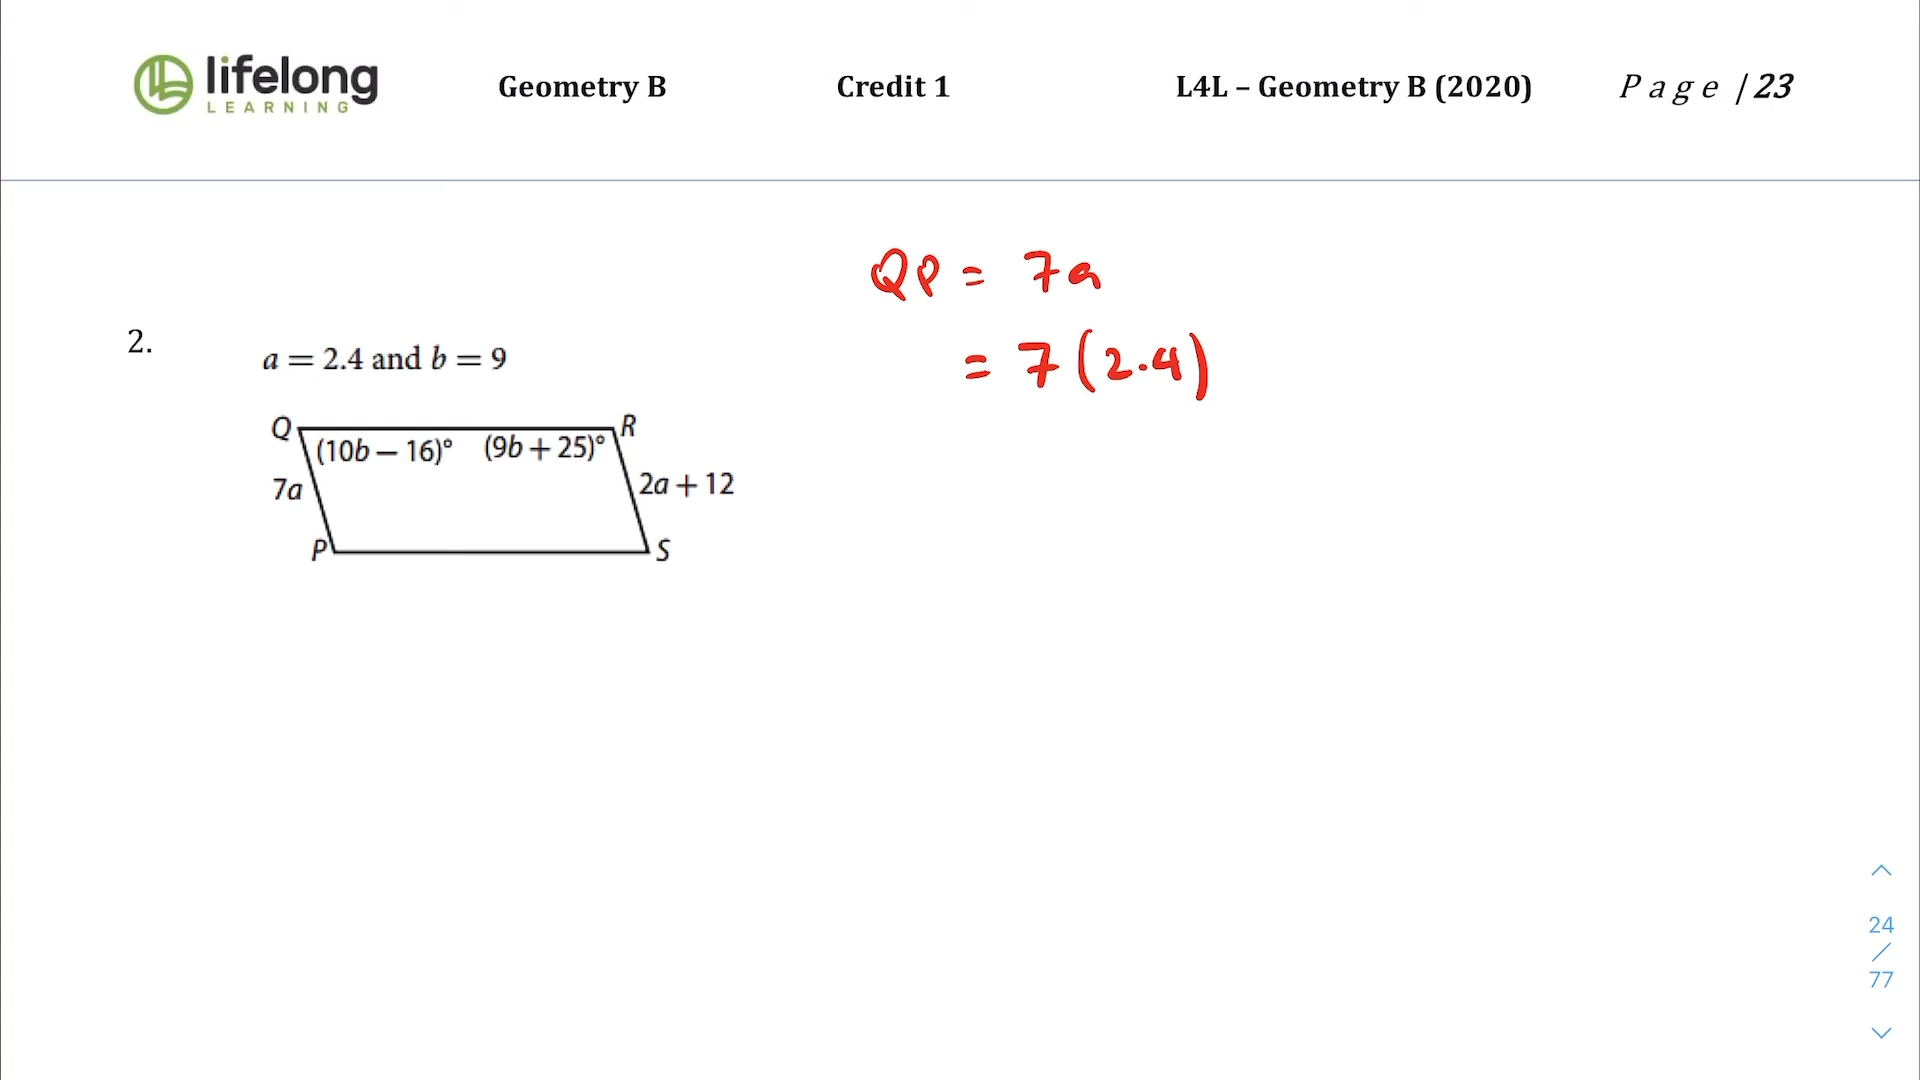 lifelong
LEARNING
Geometry B Credit 1 L4L – Geometry B (2020) Page | 23
QP = 7a
= 7(2.4)
2.
a = 2.4 and b = 9
Q R
(10b – 16)° (9b + 25)°
7a 2a + 12
P S
24
/
77